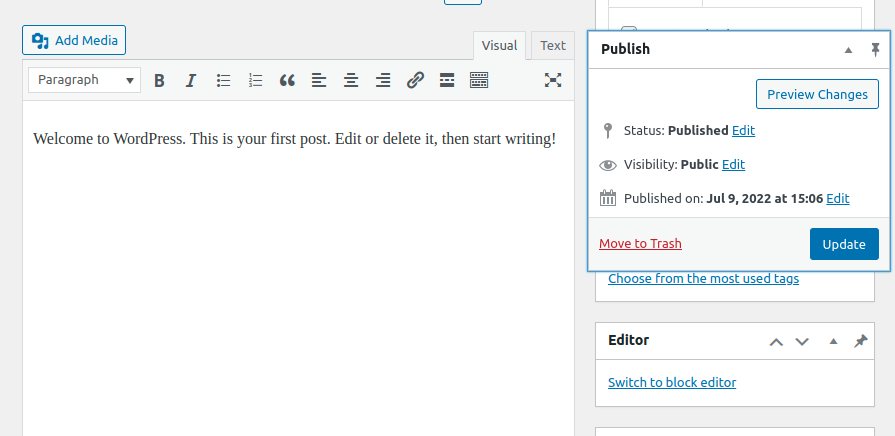 Add Media
Visual
Text
Paragraph
B
I
Welcome to WordPress. This is your first post. Edit or delete it, then start writing!
Publish
Preview Changes
Status: Published Edit
Visibility: Public Edit
Published on: Jul 9, 2022 at 15:06 Edit
Move to Trash
Update
Choose from the most used tags
Editor
Switch to block editor